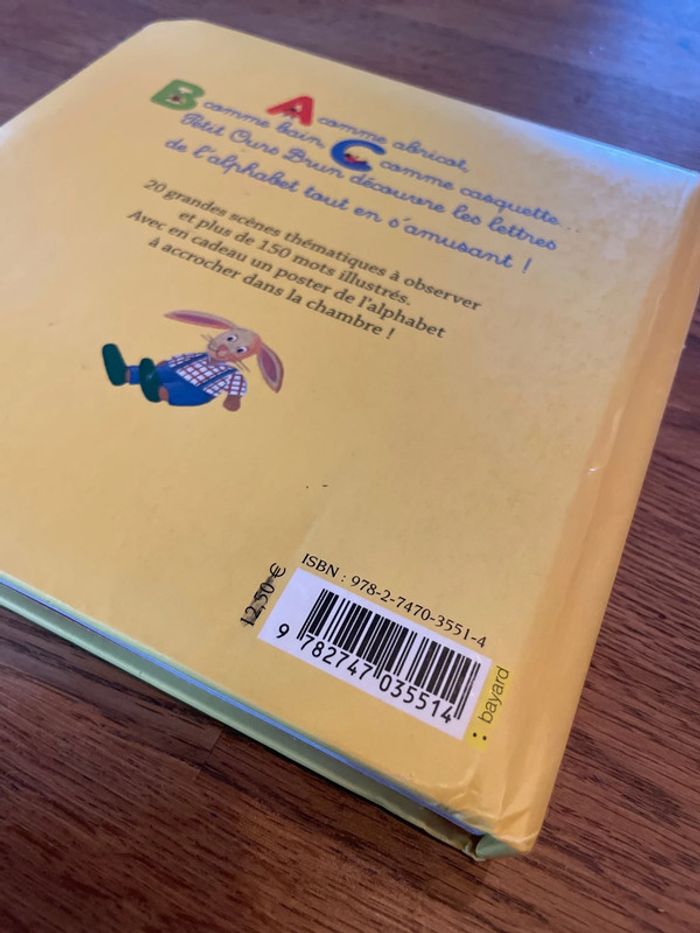 A comme abricot,
B comme bain, C comme casquette...
Petit Ours Brun découvre les lettres
de l'alphabet tout en s'amusant !
20 grandes scènes thématiques à observer
et plus de 150 mots illustrés.
Avec en cadeau un poster de l'alphabet
à accrocher dans la chambre !
12,50 €
ISBN : 978-2-7470-3551-4
9 782747 035514
bayard